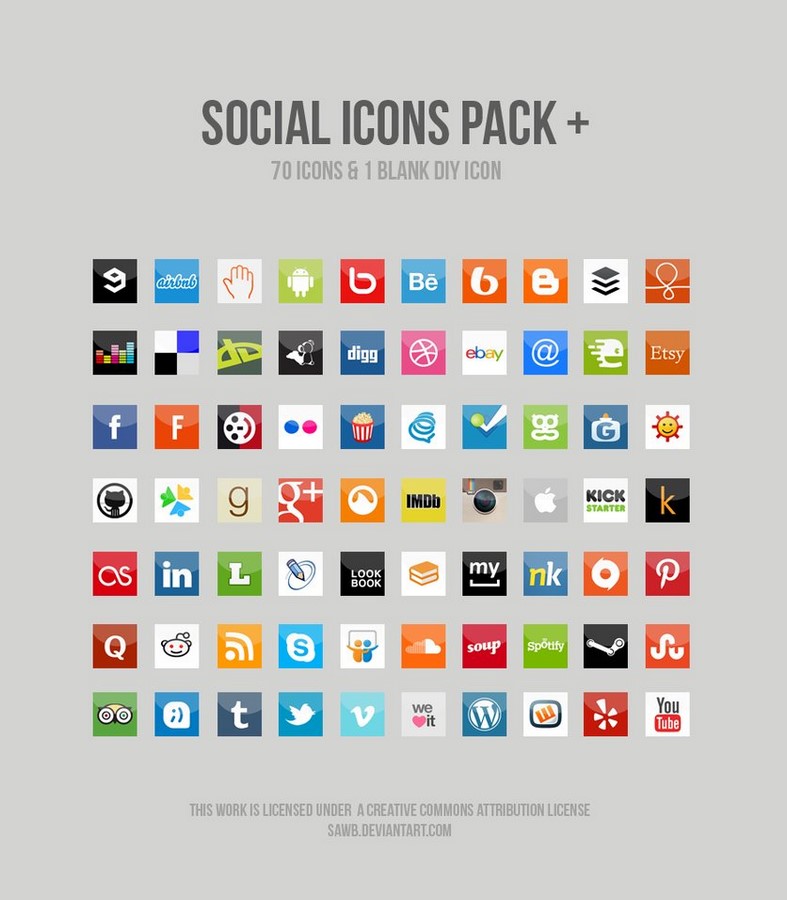 SOCIAL ICONS PACK +
70 ICONS & 1 BLANK DIY ICON
9 airbnb b Bē 6 B
digg ebay @ Etsy
f F G
g g+ IMDb KICK STARTER k
in L LOOK BOOK my nk
Q S soup Spotify
t v we it W You Tube
THIS WORK IS LICENSED UNDER A CREATIVE COMMONS ATTRIBUTION LICENSE
SAWB.DEVIANTART.COM